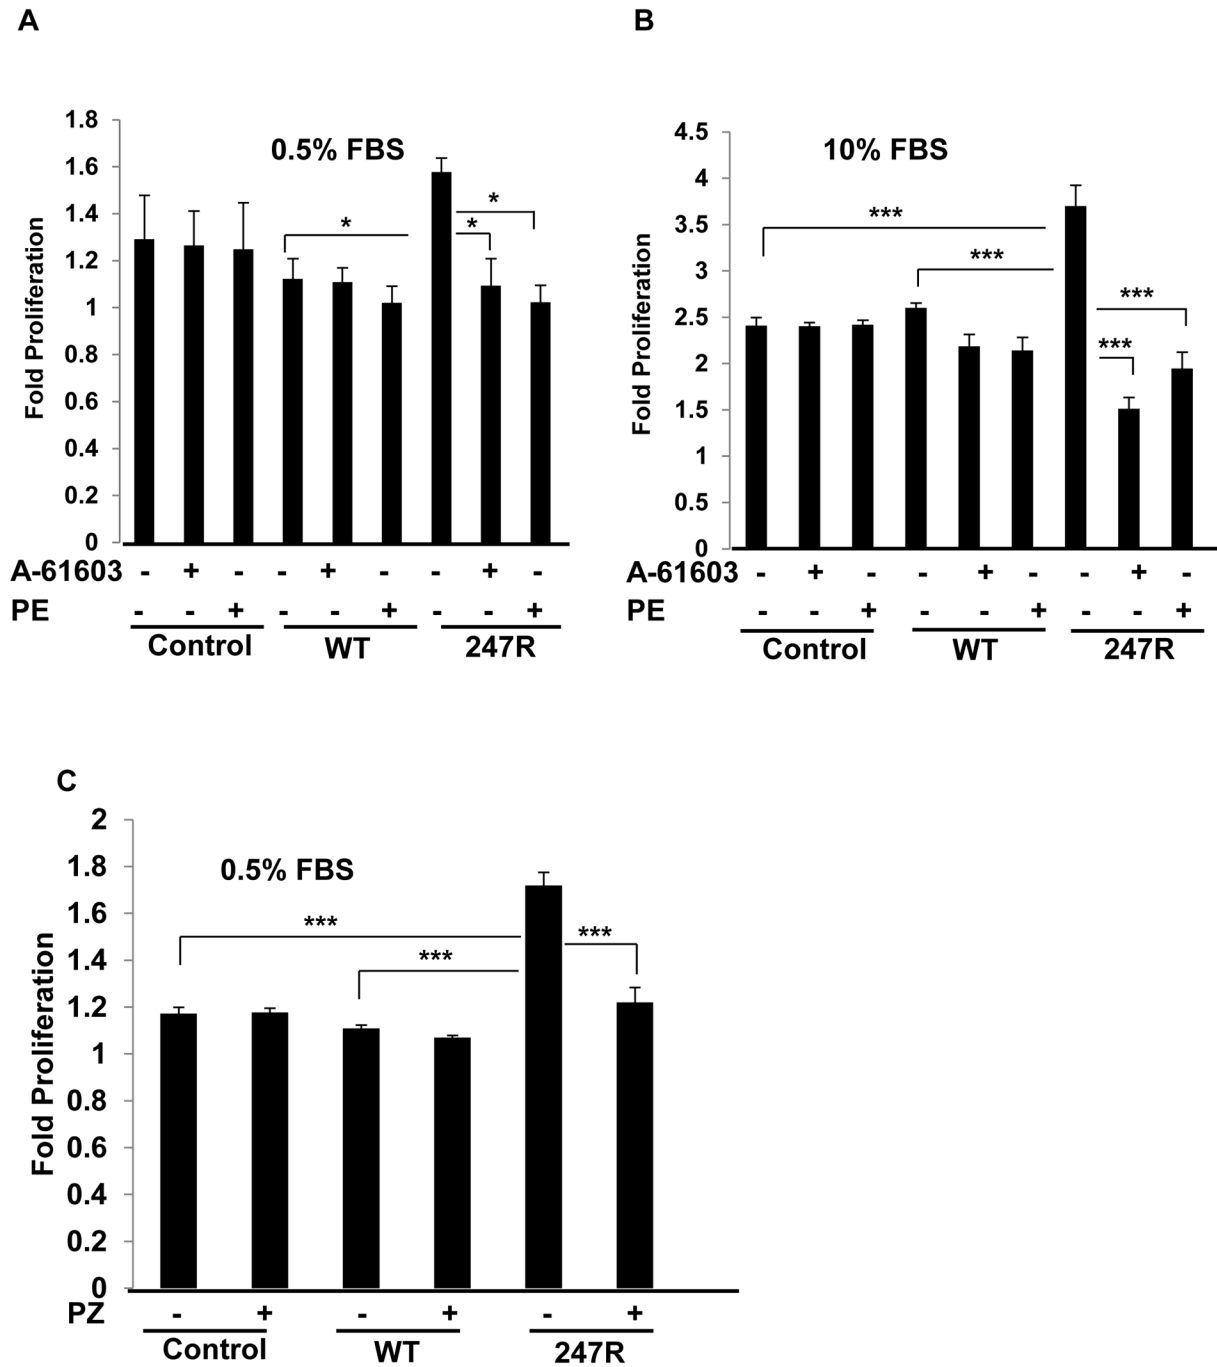 A
1.8
1.6
1.4
1.2
1
0.8
0.6
0.4
0.2
0
Fold Proliferation
0.5% FBS
*
*
*
A-61603 - + - - + - - + -
PE - - + - - + - - +
Control WT 247R
B
4.5
4
3.5
3
2.5
2
1.5
1
0.5
0
Fold Proliferation
10% FBS
***
***
***
***
A-61603 - + - - + - - + -
PE - - + - - + - - +
Control WT 247R
C
2
1.8
1.6
1.4
1.2
1
0.8
0.6
0.4
0.2
0
Fold Proliferation
0.5% FBS
***
***
***
PZ - + - + - +
Control WT 247R